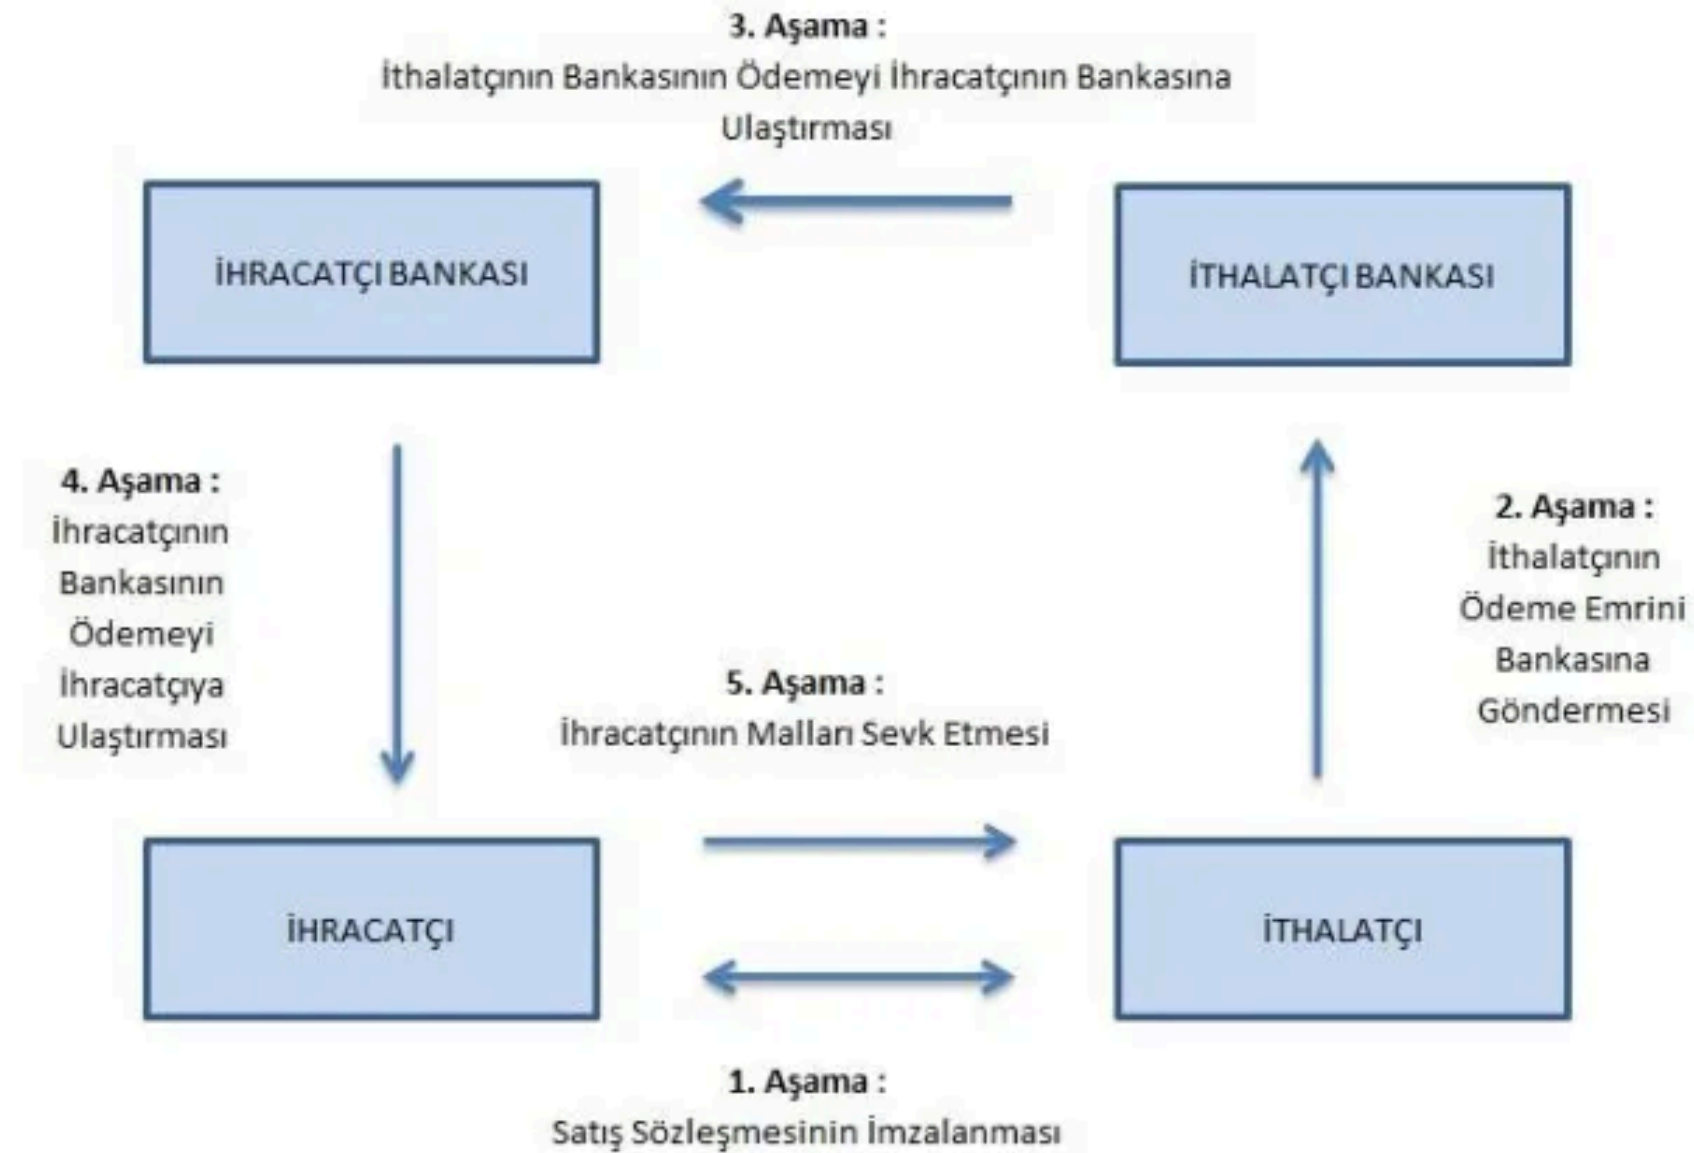 3. Aşama :
İthalatçının Bankasının Ödemeyi İhracatçının Bankasına
Ulaştırması
İHRACATÇI BANKASI
İTHALATÇI BANKASI
4. Aşama :
İhracatçının
Bankasının
Ödemeyi
İhracatçıya
Ulaştırması
2. Aşama :
İthalatçının
Ödeme Emrini
Bankasına
Göndermesi
5. Aşama :
İhracatçının Malları Sevk Etmesi
İHRACATÇI
İTHALATÇI
1. Aşama :
Satış Sözleşmesinin İmzalanması